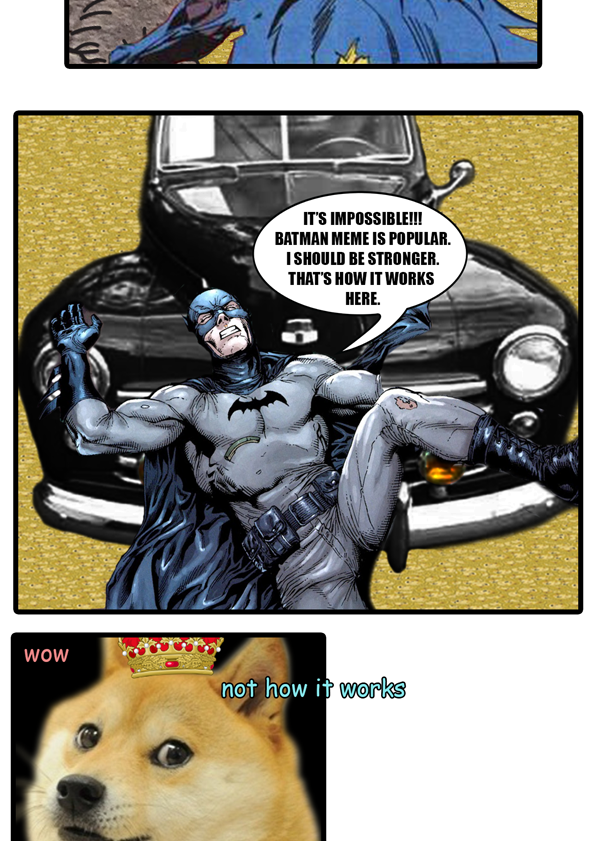 IT'S IMPOSSIBLE!!!
BATMAN MEME IS POPULAR.
I SHOULD BE STRONGER.
THAT'S HOW IT WORKS
HERE.
wow
not how it works